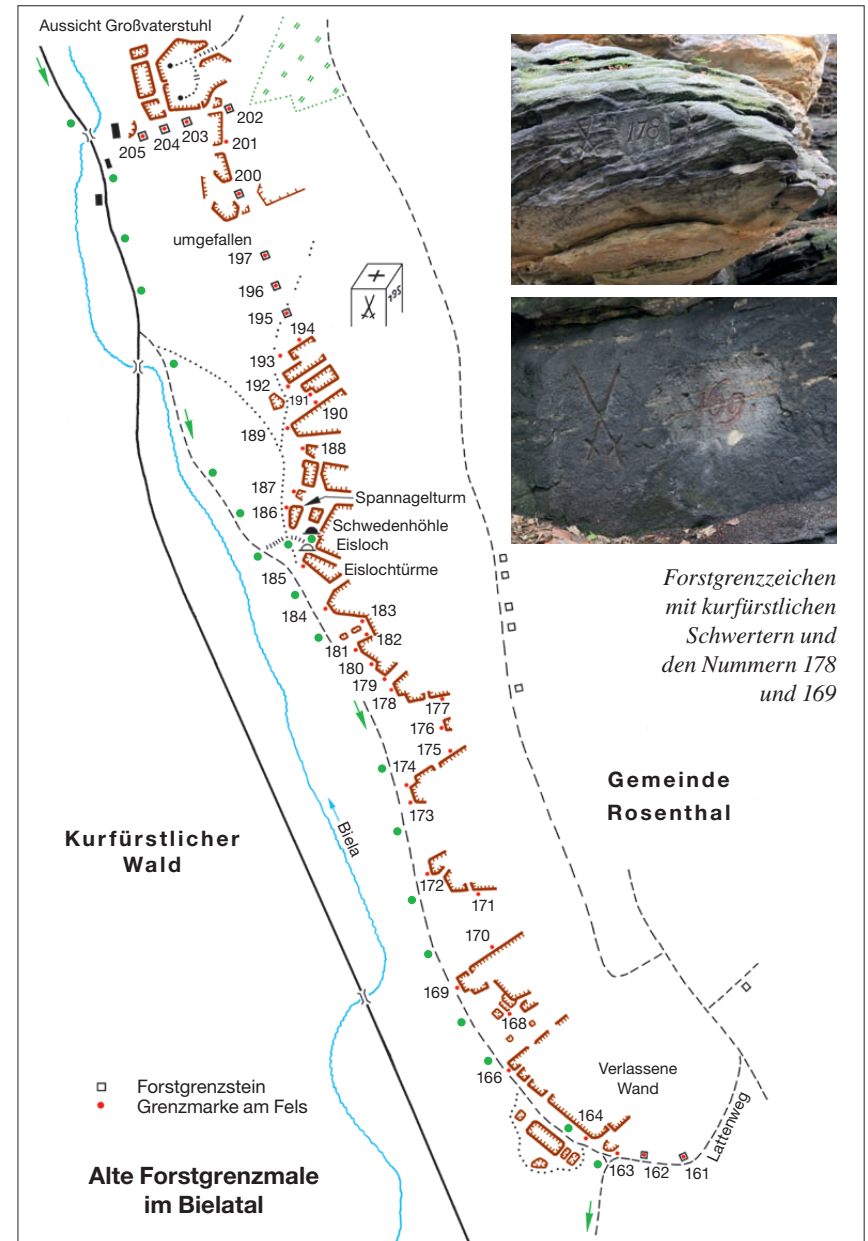 Aussicht Großvaterstuhl
202
203
204
205
201
200
umgefallen
197
196
195
195
194
193
192
191
190
189
188
187
Spannagelturm
186
Schwedenhöhle
Eisloch
185
Eislochtürme
184
183
182
181
180
179
178
177
176
175
174
173
172
171
170
169
168
166
164
163
162
161
178
169
Forstgrenzzeichen
mit kurfürstlichen
Schwertern und
den Nummern 178
und 169
Gemeinde
Rosenthal
Kurfürstlicher
Wald
Biela
Verlassene
Wand
Lattenweg
Forstgrenzstein
Grenzmarke am Fels
Alte Forstgrenzmale
im Bielatal